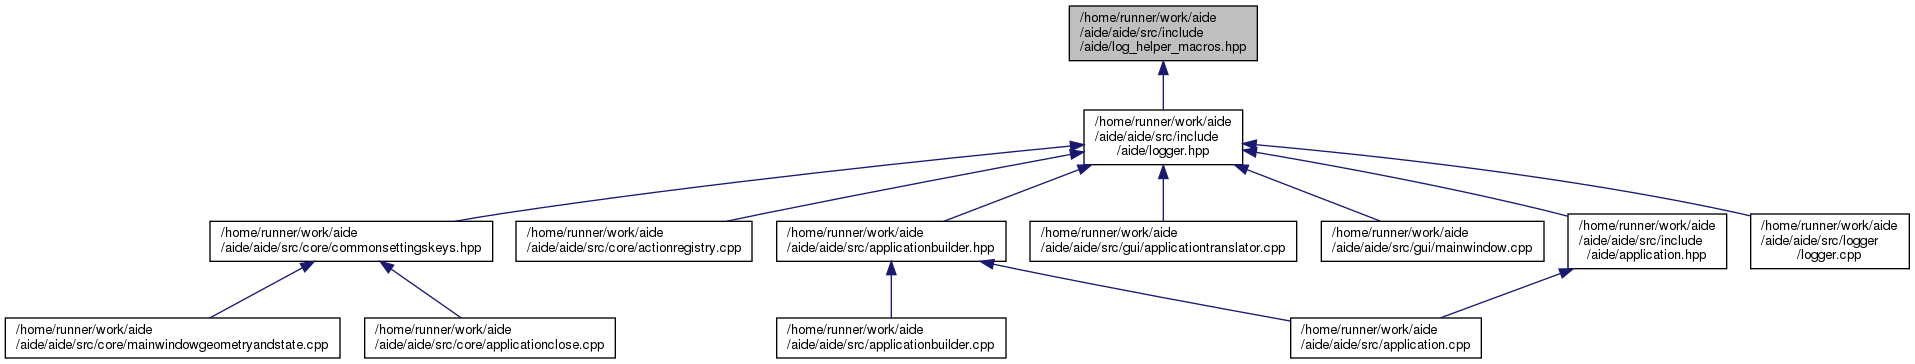 /home/runner/work/aide
/aide/aide/src/include
/aide/log_helper_macros.hpp
/home/runner/work/aide
/aide/aide/src/include
/aide/logger.hpp
/home/runner/work/aide
/aide/aide/src/core/commonsettingskeys.hpp
/home/runner/work/aide
/aide/aide/src/core/actionregistry.cpp
/home/runner/work/aide
/aide/aide/src/applicationbuilder.hpp
/home/runner/work/aide
/aide/aide/src/gui/applicationtranslator.cpp
/home/runner/work/aide
/aide/aide/src/gui/mainwindow.cpp
/home/runner/work/aide
/aide/aide/src/include
/aide/application.hpp
/home/runner/work/aide
/aide/aide/src/logger
/logger.cpp
/home/runner/work/aide
/aide/aide/src/core/mainwindowgeometryandstate.cpp
/home/runner/work/aide
/aide/aide/src/core/applicationclose.cpp
/home/runner/work/aide
/aide/aide/src/applicationbuilder.cpp
/home/runner/work/aide
/aide/aide/src/application.cpp